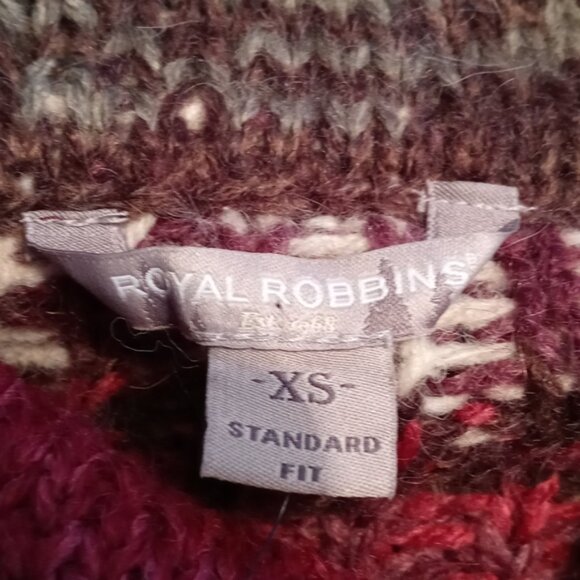 ROYAL ROBBINS®
Est. 1968
-XS-
STANDARD
FIT